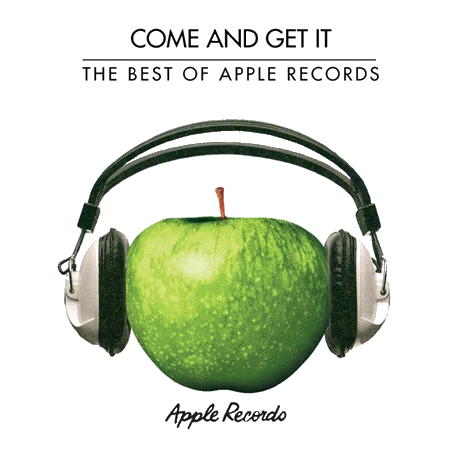 COME AND GET IT
THE BEST OF APPLE RECORDS
Apple Records